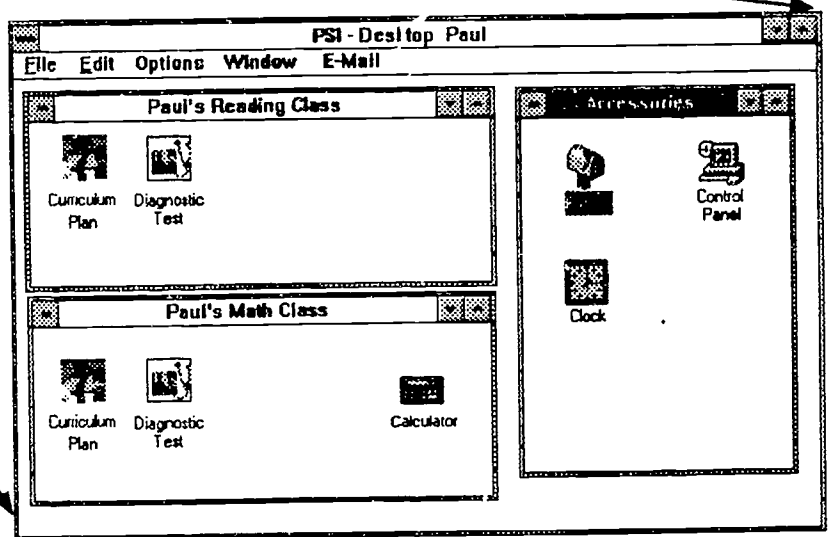 PSI - Desktop Paul
File Edit Options Window E-Mail
Paul's Reading Class
Curriculum Plan
Diagnostic Test
Paul's Math Class
Curriculum Plan
Diagnostic Test
Calculator
Accessories
Control Panel
Clock